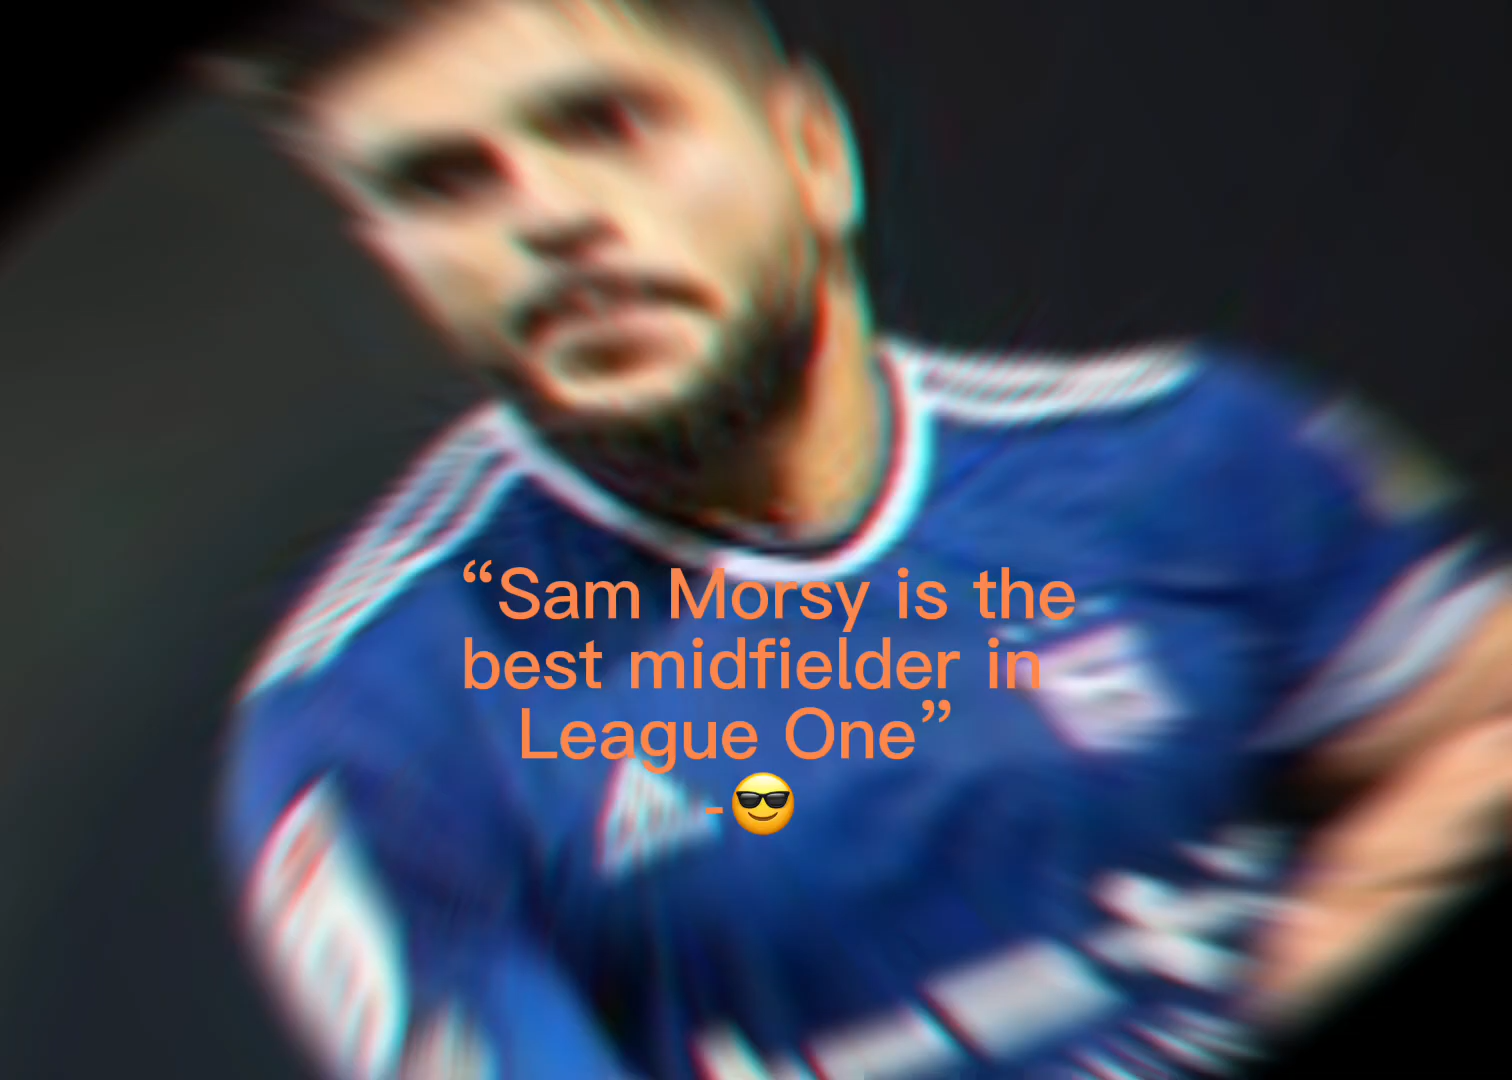 “Sam Morsy is the
best midfielder in
League One”
-😎